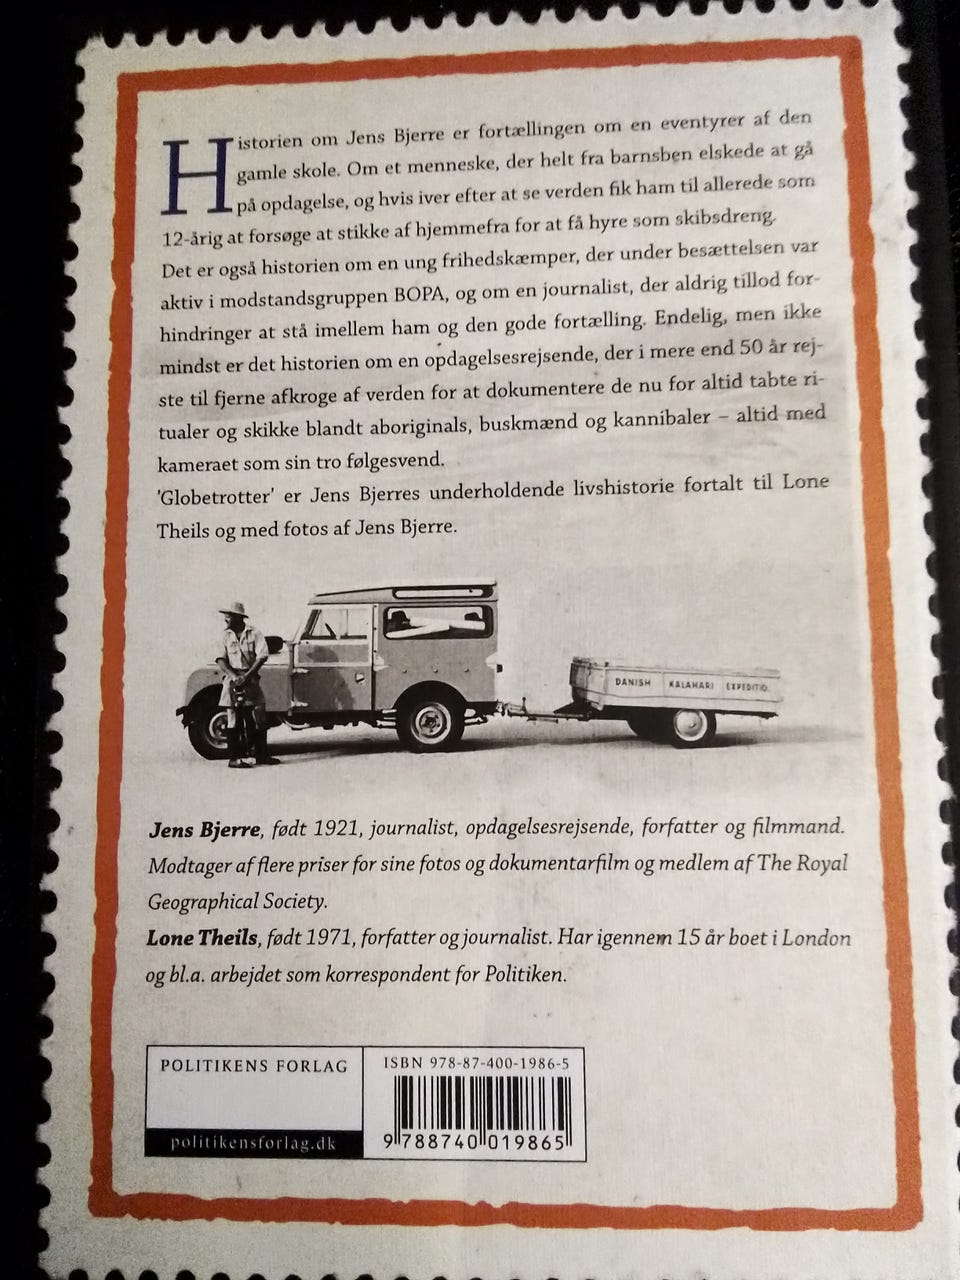 Historien om Jens Bjerre er fortællingen om en eventyrer af den
gamle skole. Om et menneske, der helt fra barnsben elskede at gå
på opdagelse, og hvis iver efter at se verden fik ham til allerede som
12-årig at forsøge at stikke af hjemmefra for at få hyre som skibsdreng.
Det er også historien om en ung frihedskæmper, der under besættelsen var
aktiv i modstandsgruppen BOPA, og om en journalist, der aldrig tillod for-
hindringer at stå imellem ham og den gode fortælling. Endelig, men ikke
mindst er det historien om en opdagelsesrejsende, der i mere end 50 år rej-
ste til fjerne afkroge af verden for at dokumentere de nu for altid tabte ri-
tualer og skikke blandt aboriginals, buskmænd og kannibaler – altid med
kameraet som sin tro følgesvend.
'Globetrotter' er Jens Bjerres underholdende livshistorie fortalt til Lone
Theils og med fotos af Jens Bjerre.
DANISH KALAHARI EXPEDITIO
Jens Bjerre, født 1921, journalist, opdagelsesrejsende, forfatter og filmmand.
Modtager af flere priser for sine fotos og dokumentarfilm og medlem af The Royal
Geographical Society.
Lone Theils, født 1971, forfatter og journalist. Har igennem 15 år boet i London
og bl.a. arbejdet som korrespondent for Politiken.
POLITIKENS FORLAG
politikensforlag.dk
ISBN 978-87-400-1986-5
9 788740 019865